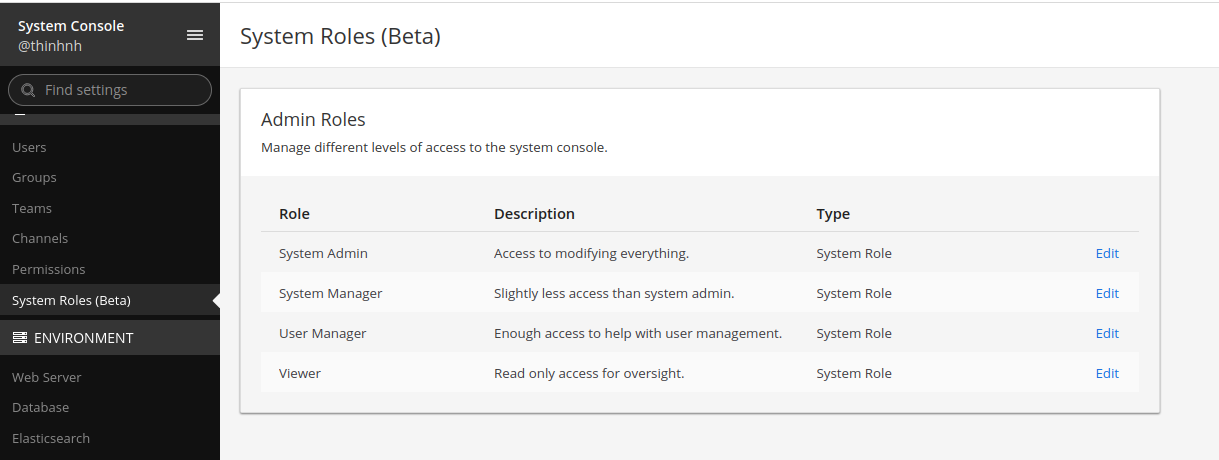 System Console
@thinhnh
Find settings
Users
Groups
Teams
Channels
Permissions
System Roles (Beta)
ENVIRONMENT
Web Server
Database
Elasticsearch
System Roles (Beta)
Admin Roles
Manage different levels of access to the system console.
Role Description Type
System Admin Access to modifying everything. System Role Edit
System Manager Slightly less access than system admin. System Role Edit
User Manager Enough access to help with user management. System Role Edit
Viewer Read only access for oversight. System Role Edit